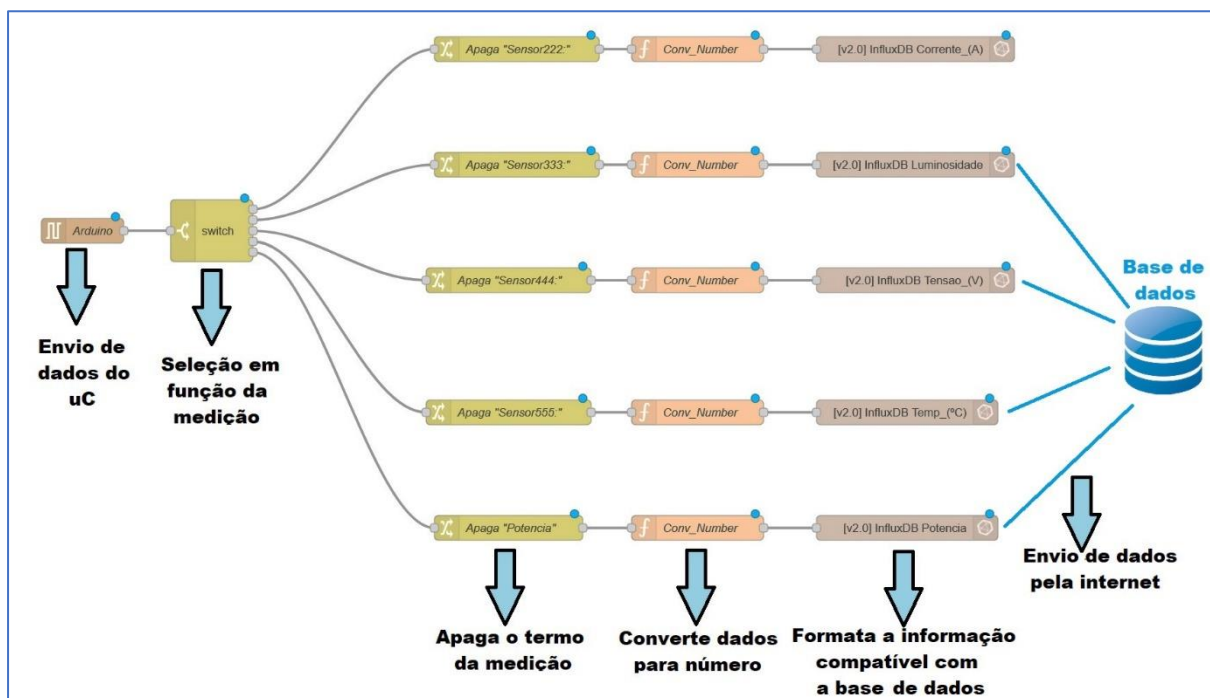 Apaga "Sensor222:"
Conv_Number
[v2.0] InfluxDB Corrente_(A)
Apaga "Sensor333:"
Conv_Number
[v2.0] InfluxDB Luminosidade
Arduino
switch
Apaga "Sensor444:"
Conv_Number
[v2.0] InfluxDB Tensao_(V)
Base de
dados
Envio de
dados do
uC
Seleção em
função da
medição
Apaga "Sensor555:"
Conv_Number
[v2.0] InfluxDB Temp_(ºC)
Apaga "Potencia"
Conv_Number
[v2.0] InfluxDB Potencia
Envio de dados
pela internet
Apaga o termo
da medição
Converte dados
para número
Formata a informação
compatível com
a base de dados